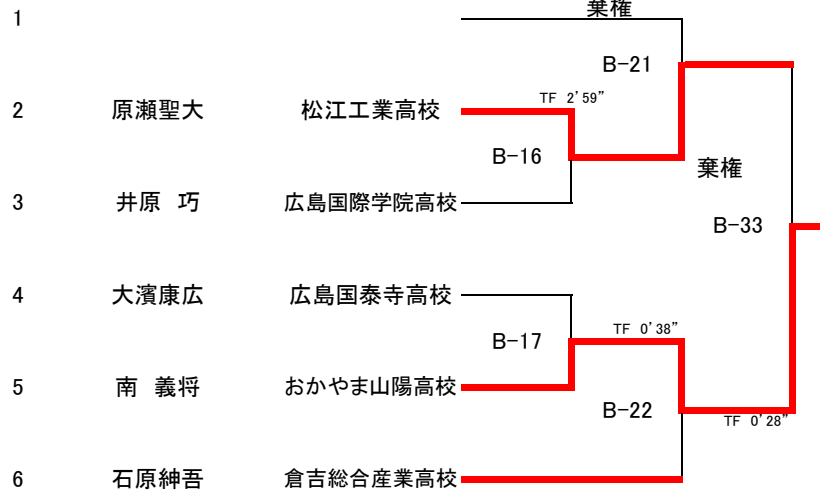 棄権
1
B-21
TF 2'59”
2 原瀬聖大 松江工業高校
B-16
棄権
3 井原 巧 広島国際学院高校
B-33
4 大濱康広 広島国泰寺高校
TF 0'38”
B-17
5 南 義将 おかやま山陽高校
B-22
TF 0'28”
6 石原紳吾 倉吉総合産業高校